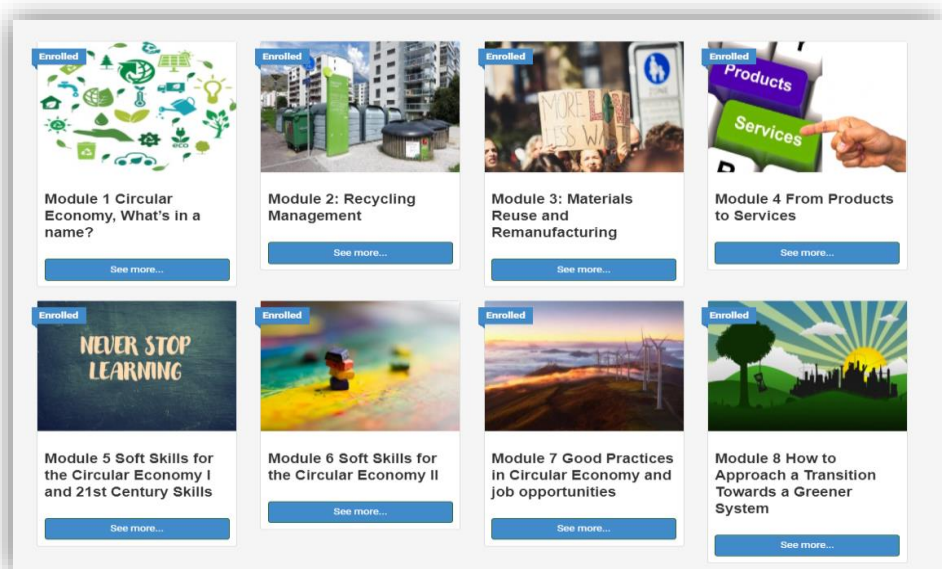 Enrolled
Module 1 Circular
Economy, What's in a
name?
See more...
Enrolled
Module 2: Recycling
Management
See more...
Enrolled
MORE LOVE
LESS
Module 3: Materials
Reuse and
Remanufacturing
See more...
Enrolled
Products
Services
Module 4 From Products
to Services
See more...
Enrolled
NEVER STOP
LEARNING
Module 5 Soft Skills for
the Circular Economy I
and 21st Century Skills
See more...
Enrolled
Module 6 Soft Skills for
the Circular Economy II
See more...
Enrolled
Module 7 Good Practices
in Circular Economy and
job opportunities
See more...
Enrolled
Module 8 How to
Approach a Transition
Towards a Greener
System
See more...